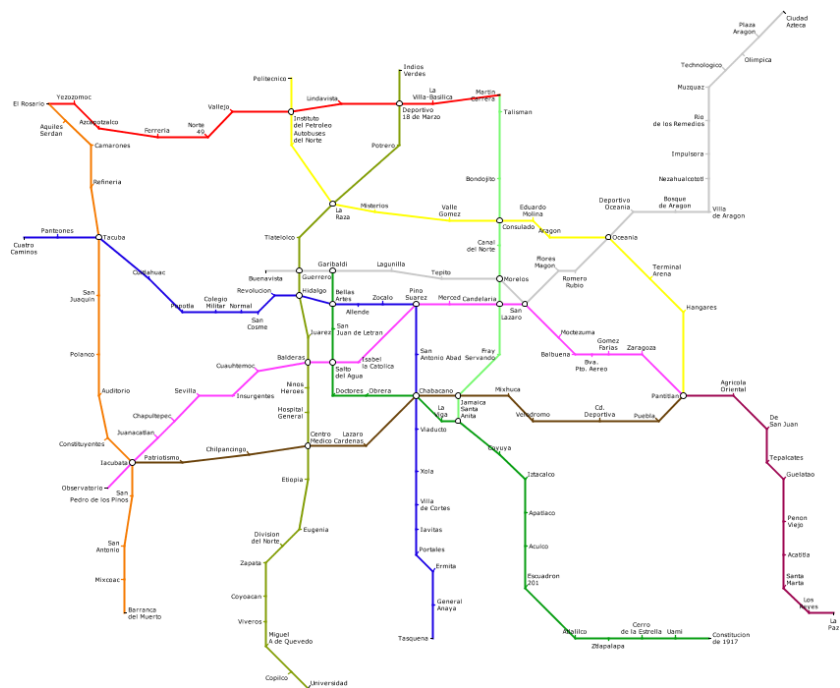 Ciudad
Azteca
Plaza
Aragon
Olimpica
Technologico
Muzquaz
Rio
de los Remedios
Impulsera
Nezahualcototl
Villa
de Aragon
Bosque
de Aragon
Deportivo
Oceania
Oceania
Politecnico
Indios
Verdes
El Rosario
Yezozomoc
Azcapotzalco
Ferreria
Norte
49
Vallejo
Instituto
del Petroleo
Autobuses
del Norte
Lindavista
Deportivo
18 de Marzo
La
Villa-Basilica
Martin
Carrera
Talisman
Aquiles
Serdan
Camarones
Refineria
Potrero
Bondojito
La
Raza
Misterios
Valle
Gomez
Eduardo
Molina
Consulado
Aragon
Panteones
Cuatro
Caminos
Tacuba
Cuitlahuac
Popotla
Colegio
Militar
Normal
San
Cosme
Revolucion
Hidalgo
Tlatelolco
Buenavista
Guerrero
Garibaldi
Lagunilla
Tepito
Canal
del Norte
Morelos
Flores
Magon
Romero
Rubio
Terminal
Arena
Hangares
San
Juaquin
Bellas
Artes
Allende
Zocalo
Pino
Suarez
Merced
Candelaria
San
Lazaro
Juarez
San
Juan de Letran
Moctezuma
Balbuena
Bva.
Pto. Aereo
Gomez
Farias
Zaragoza
Pantitlan
Polanco
Auditorio
Constituyentes
Cuauhtemoc
Balderas
Salto
del Agua
Isabel
la Catolica
San
Antonio Abad
Fray
Servando
Sevilla
Insurgentes
Chapultepec
Juanacatlan
Ninos
Heroes
Doctores
Obrera
Chabacano
Jamaica
Santa
Anita
Mixhuca
Velodromo
Cd.
Deportiva
Puebla
Agricola
Oriental
De
San Juan
Tepalcates
Guelatao
Penon
Viejo
Acatitla
Santa
Marta
Los
Reyes
La
Paz
Hospital
General
La
Viga
Centro
Medico
Lazaro
Cardenas
Viaducto
Chilpancingo
Patriotismo
Iacubata
Observatorio
San
Pedro de los Pinos
San
Antonio
Mixcoac
Barranca
del Muerto
Etiopia
Eugenia
Division
del Norte
Zapata
Coyoacan
Viveros
Miguel
A de Quevedo
Copilco
Universidad
Xola
Villa
de Cortes
Iavitas
Portales
Ermita
General
Anaya
Tasquena
Coyuya
Iztacalco
Apatlaco
Aculco
Escuadron
201
Atlalilco
Ztlapalapa
Cerro
de la Estrella
Uami
Constitucion
de 1917